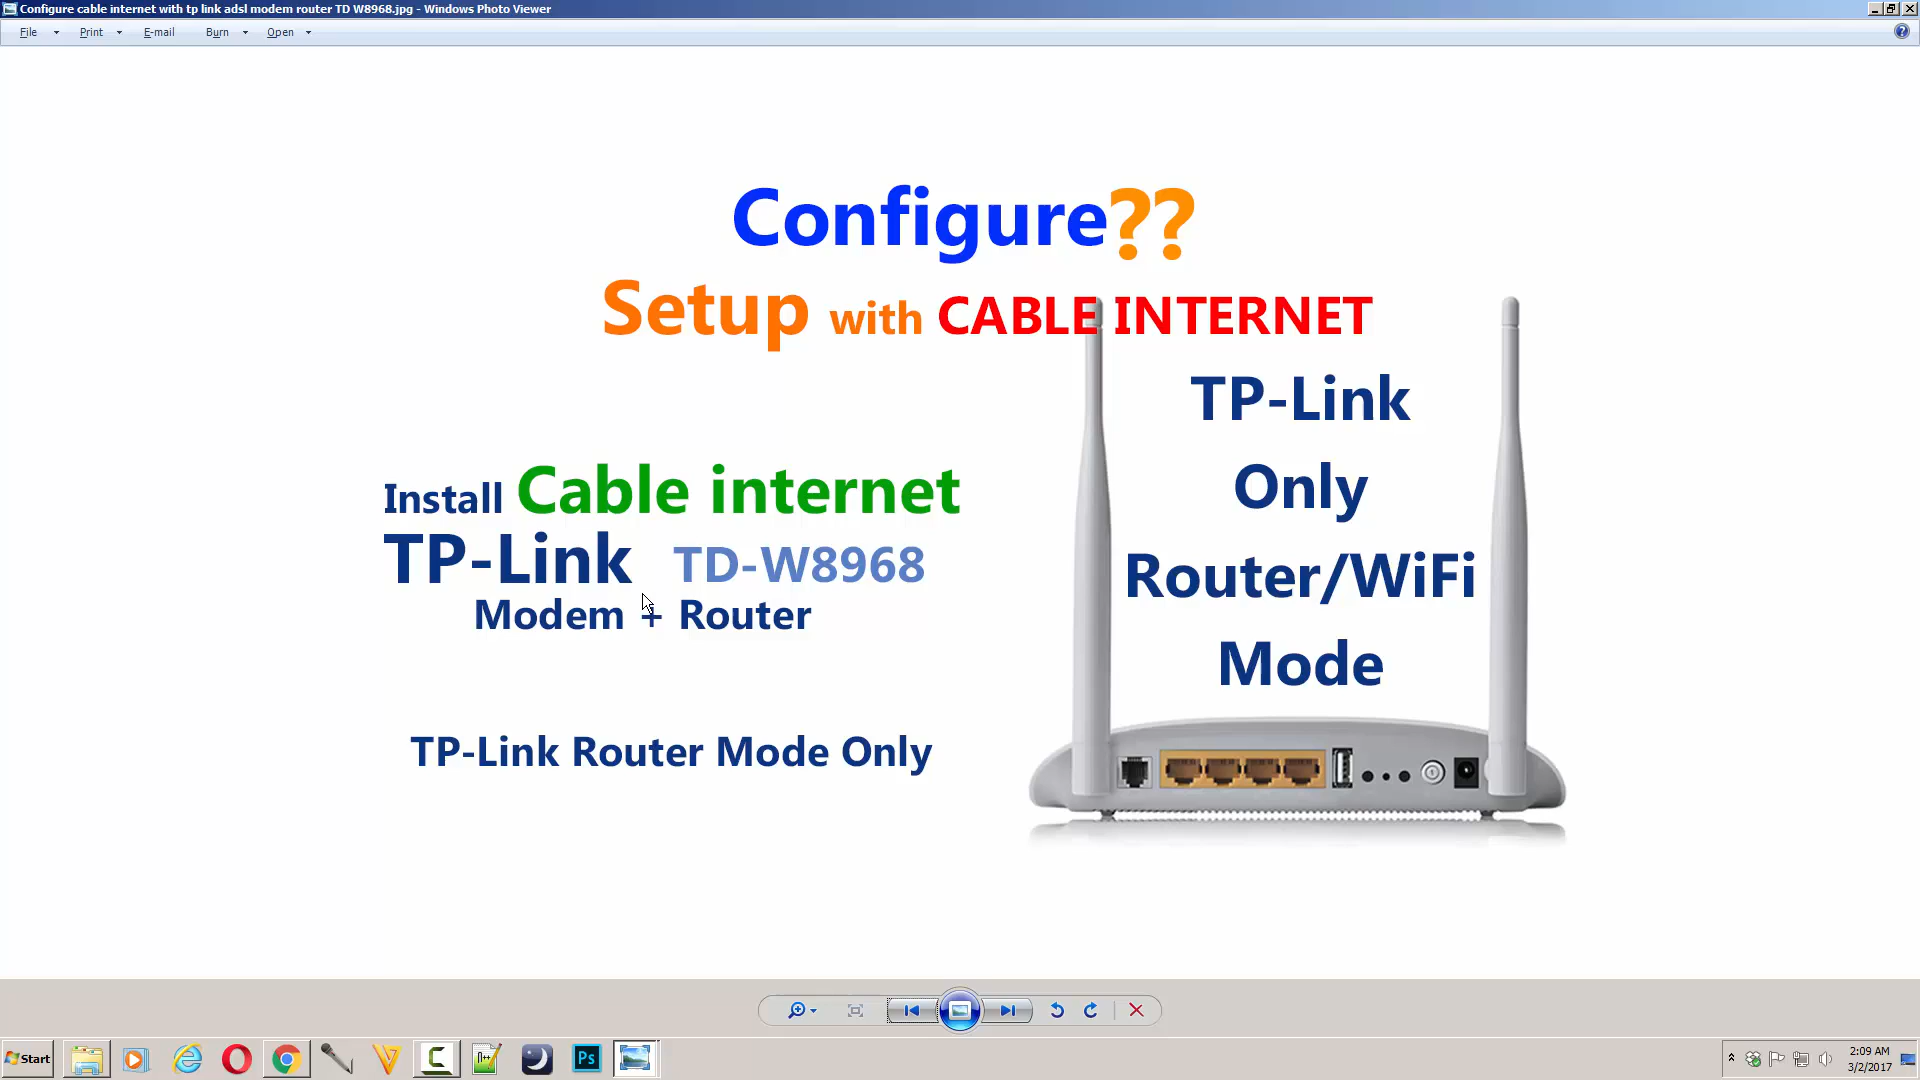 Configure cable internet with tp link adsl modem router TD W8968.jpg - Windows Photo Viewer
File Print E-mail Burn Open
Configure??
Setup with CABLE INTERNET
TP-Link
Only
Router/WiFi
Mode
Install Cable internet
TP-Link TD-W8968
Modem + Router
TP-Link Router Mode Only
Start
Ps
2:09 AM
3/2/2017